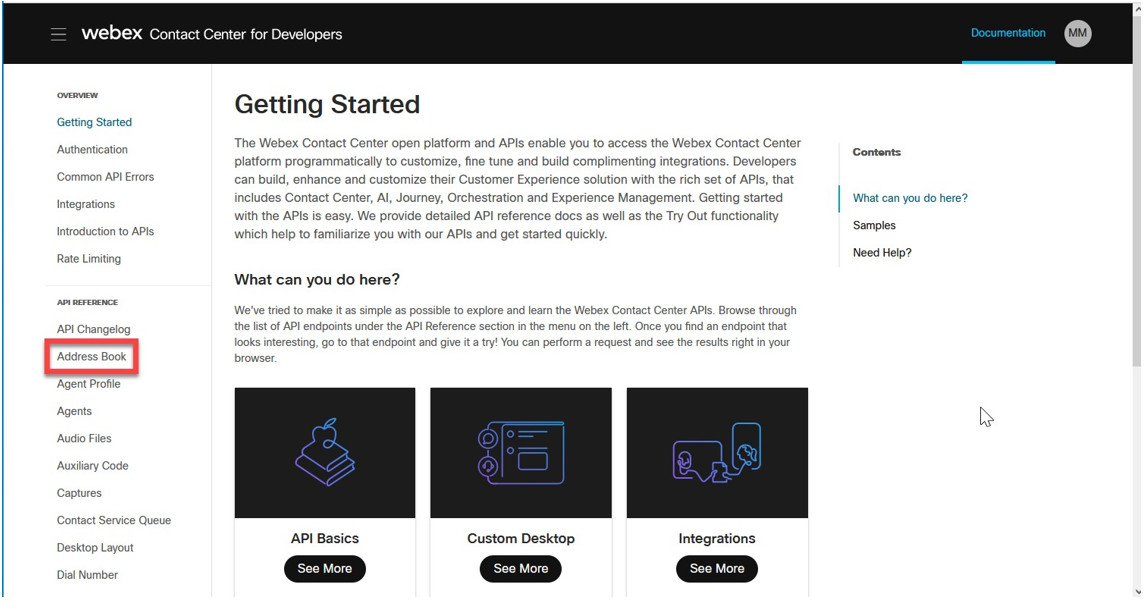 webex Contact Center for Developers
Documentation
MM
OVERVIEW
Getting Started
Authentication
Common API Errors
Integrations
Introduction to APIs
Rate Limiting
API REFERENCE
API Changelog
Address Book
Agent Profile
Agents
Audio Files
Auxiliary Code
Captures
Contact Service Queue
Desktop Layout
Dial Number
Getting Started
The Webex Contact Center open platform and APIs enable you to access the Webex Contact Center
platform programmatically to customize, fine tune and build complimenting integrations. Developers
can build, enhance and customize their Customer Experience solution with the rich set of APIs, that
includes Contact Center, AI, Journey, Orchestration and Experience Management. Getting started
with the APIs is easy. We provide detailed API reference docs as well as the Try Out functionality
which help to familiarize you with our APIs and get started quickly.
What can you do here?
We've tried to make it as simple as possible to explore and learn the Webex Contact Center APIs. Browse through
the list of API endpoints under the API Reference section in the menu on the left. Once you find an endpoint that
looks interesting, go to that endpoint and give it a try! You can perform a request and see the results right in your
browser.
API Basics
See More
Custom Desktop
See More
Integrations
See More
Contents
What can you do here?
Samples
Need Help?